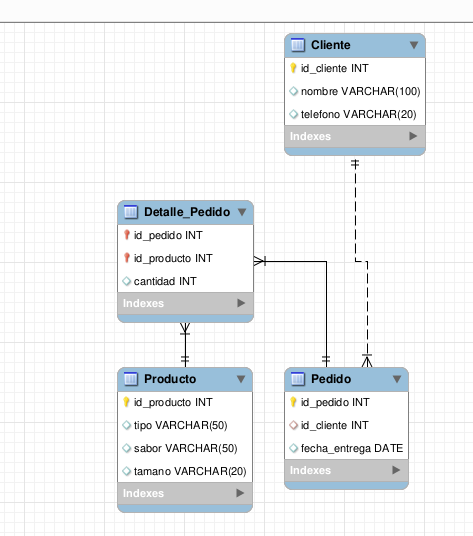 Cliente
id_cliente INT
nombre VARCHAR(100)
telefono VARCHAR(20)
Indexes
Detalle_Pedido
id_pedido INT
id_producto INT
cantidad INT
Indexes
Producto
id_producto INT
tipo VARCHAR(50)
sabor VARCHAR(50)
tamano VARCHAR(20)
Indexes
Pedido
id_pedido INT
id_cliente INT
fecha_entrega DATE
Indexes